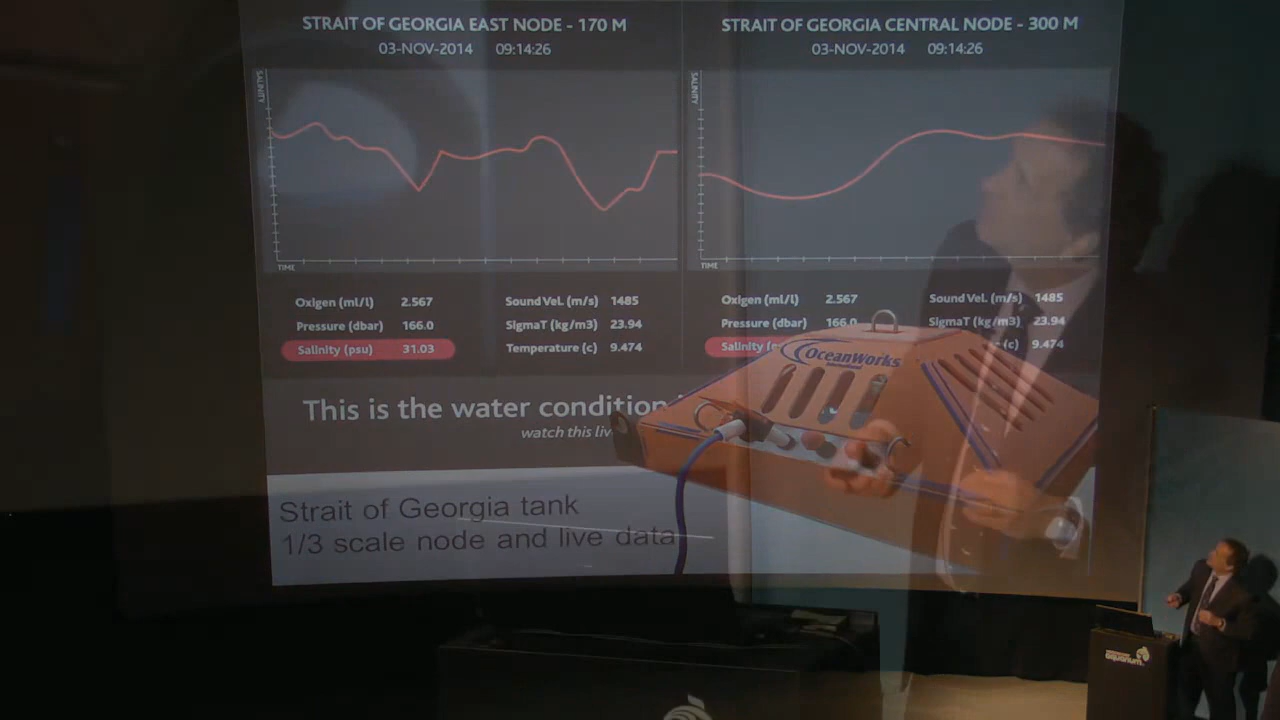 STRAIT OF GEORGIA EAST NODE - 170 M
03-NOV-2014 09:14:26
SALINITY
TIME
Oxigen (ml/l) 2.567
Pressure (dbar) 166.0
Salinity (psu) 31.03
Sound Vel. (m/s) 1485
SigmaT (kg/m3) 23.94
Temperature (c) 9.474
STRAIT OF GEORGIA CENTRAL NODE - 300 M
03-NOV-2014 09:14:26
SALINITY
TIME
Oxigen (ml/l) 2.567
Pressure (dbar) 166.0
Salinity
Sound Vel. (m/s) 1485
SigmaT (kg/m3) 23.94
(c) 9.474
This is the water condition
watch this liv
OceanWorks
International
Strait of Georgia tank
1/3 scale node and live data
aquarium